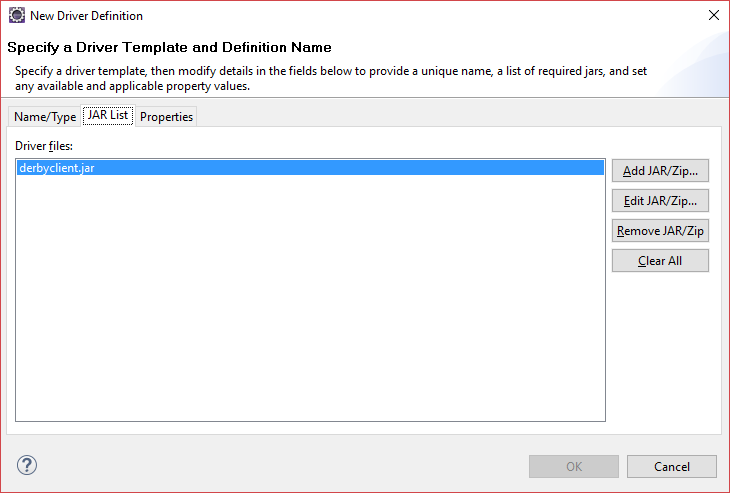 New Driver Definition
Specify a Driver Template and Definition Name
Specify a driver template, then modify details in the fields below to provide a unique name, a list of required jars, and set
any available and applicable property values.
Name/Type JAR List Properties
Driver files:
derbyclient.jar
Add JAR/Zip...
Edit JAR/Zip...
Remove JAR/Zip
Clear All
?
OK Cancel